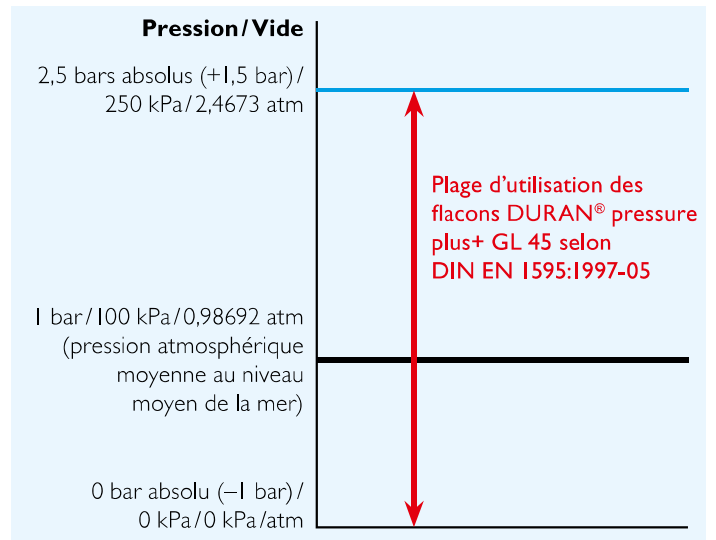 Pression/Vide
2,5 bars absolus (+1,5 bar)/
250 kPa/2,4673 atm
Plage d’utilisation des
flacons DURAN® pressure
plus+ GL 45 selon
DIN EN 1595:1997-05
1 bar/100 kPa/0,98692 atm
(pression atmosphérique
moyenne au niveau
moyen de la mer)
0 bar absolu (–1 bar)/
0 kPa/0 kPa/atm